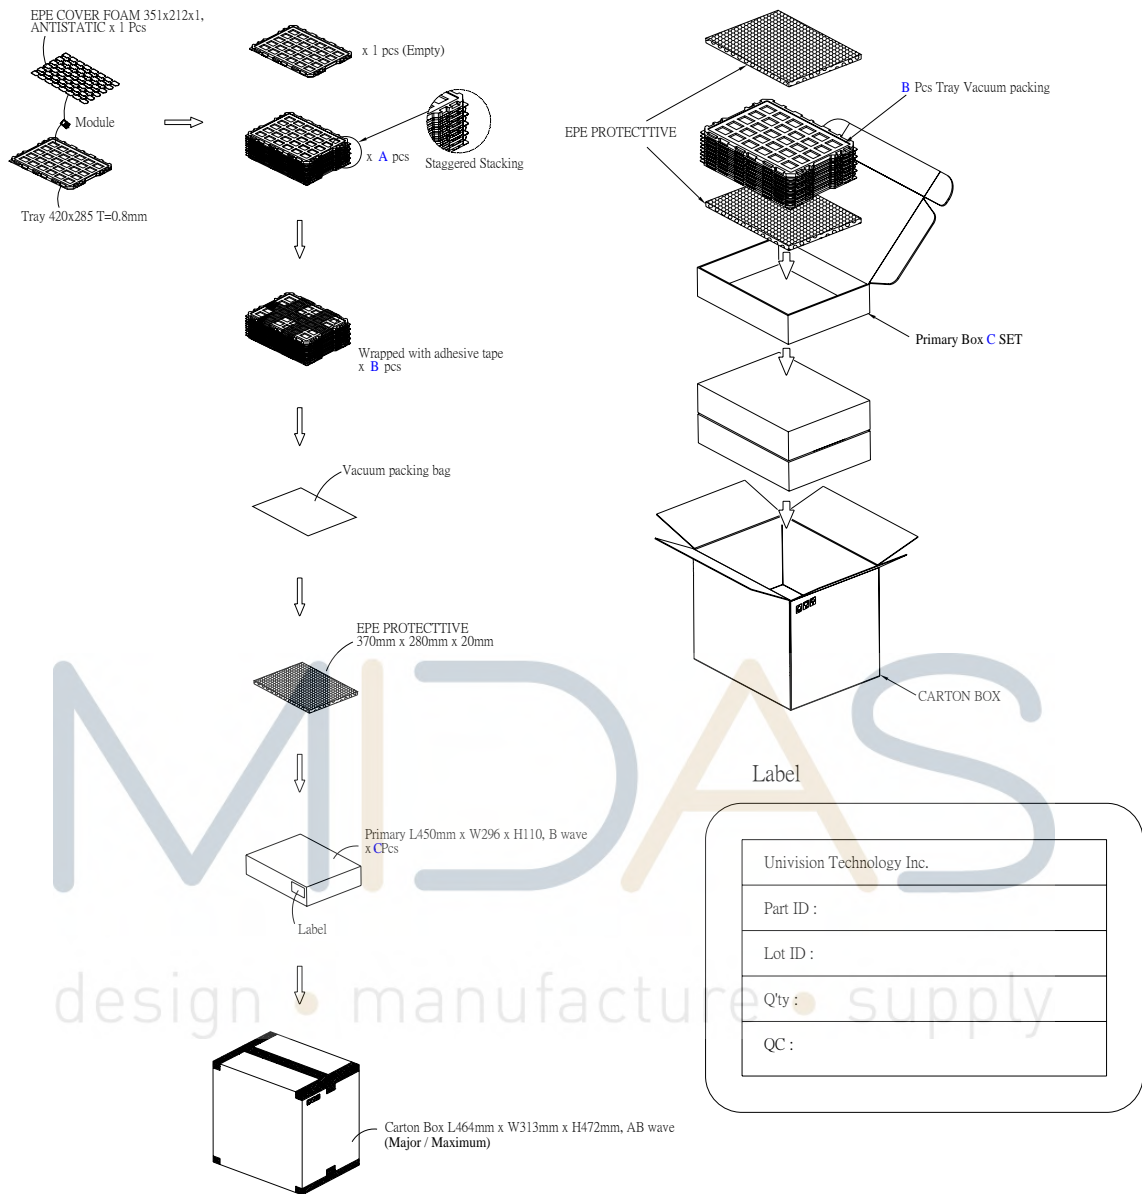 EPE COVER FOAM 351x212x1,
ANTISTATIC x 1 Pcs
Module
Tray 420x285 T=0.8mm
x 1 pcs (Empty)
x A pcs
Staggered Stacking
Wrapped with adhesive tape
x B pcs
Vacuum packing bag
EPE PROTECTTIVE
370mm x 280mm x 20mm
Primary L450mm x W296 x H110, B wave
x CPcs
Label
Carton Box L464mm x W313mm x H472mm, AB wave
(Major / Maximum)
B Pcs Tray Vacuum packing
EPE PROTECTTIVE
Primary Box C SET
CARTON BOX
Label
Univision Technology Inc.
Part ID :
Lot ID :
Q'ty :
QC :
MIDAS
design • manufacture • supply